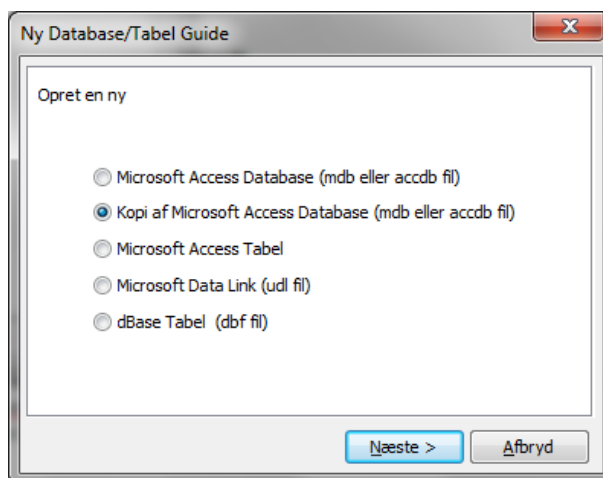 Ny Database/Tabel Guide
Opret en ny
Microsoft Access Database (mdb eller accdb fil)
Kopi af Microsoft Access Database (mdb eller accdb fil)
Microsoft Access Tabel
Microsoft Data Link (udl fil)
dBase Tabel (dbf fil)
Næste >
Afbryd